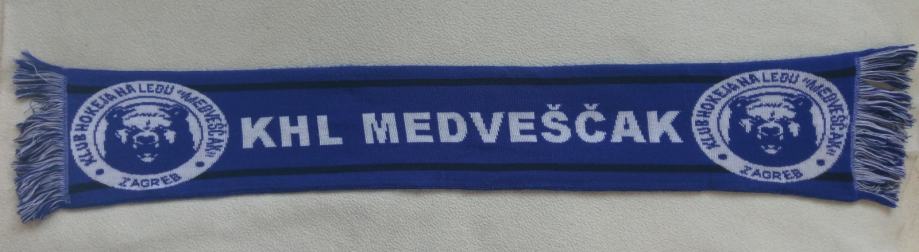 KLUB HOKEJA NA LEDU "MEDVEŠČAK"
ZAGREB
KHL MEDVEŠČAK
KLUB HOKEJA NA LEDU "MEDVEŠČAK"
ZAGREB